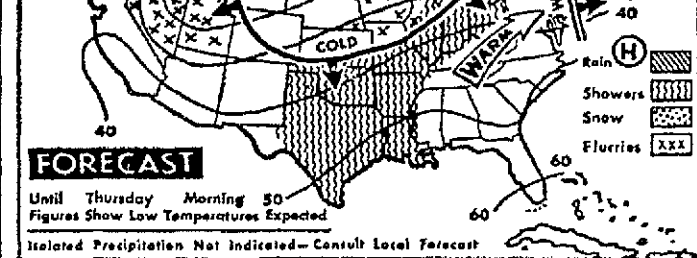 40
COLD
WARM
Rain
H
Showers
Snow
Flurries
xxx
40
FORECAST
Until Thursday Morning
Figures Show Low Temperatures Expected
50
60
60
Isolated Precipitation Not Indicated—Consult Local Forecast